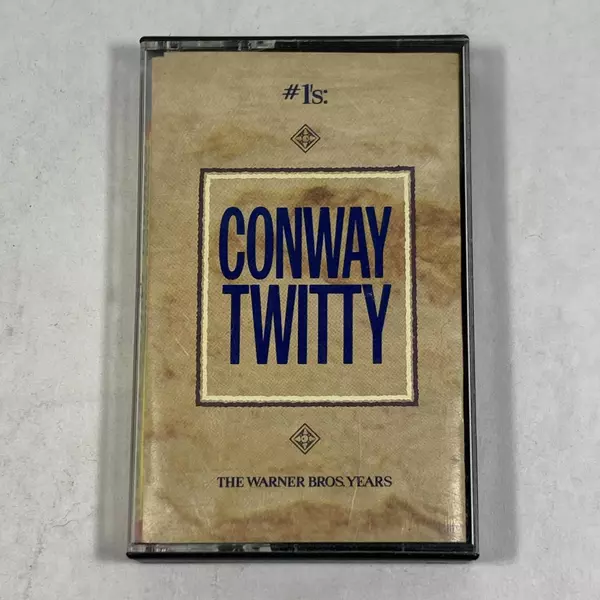 #1's:
CONWAY
TWITTY
THE WARNER BROS. YEARS